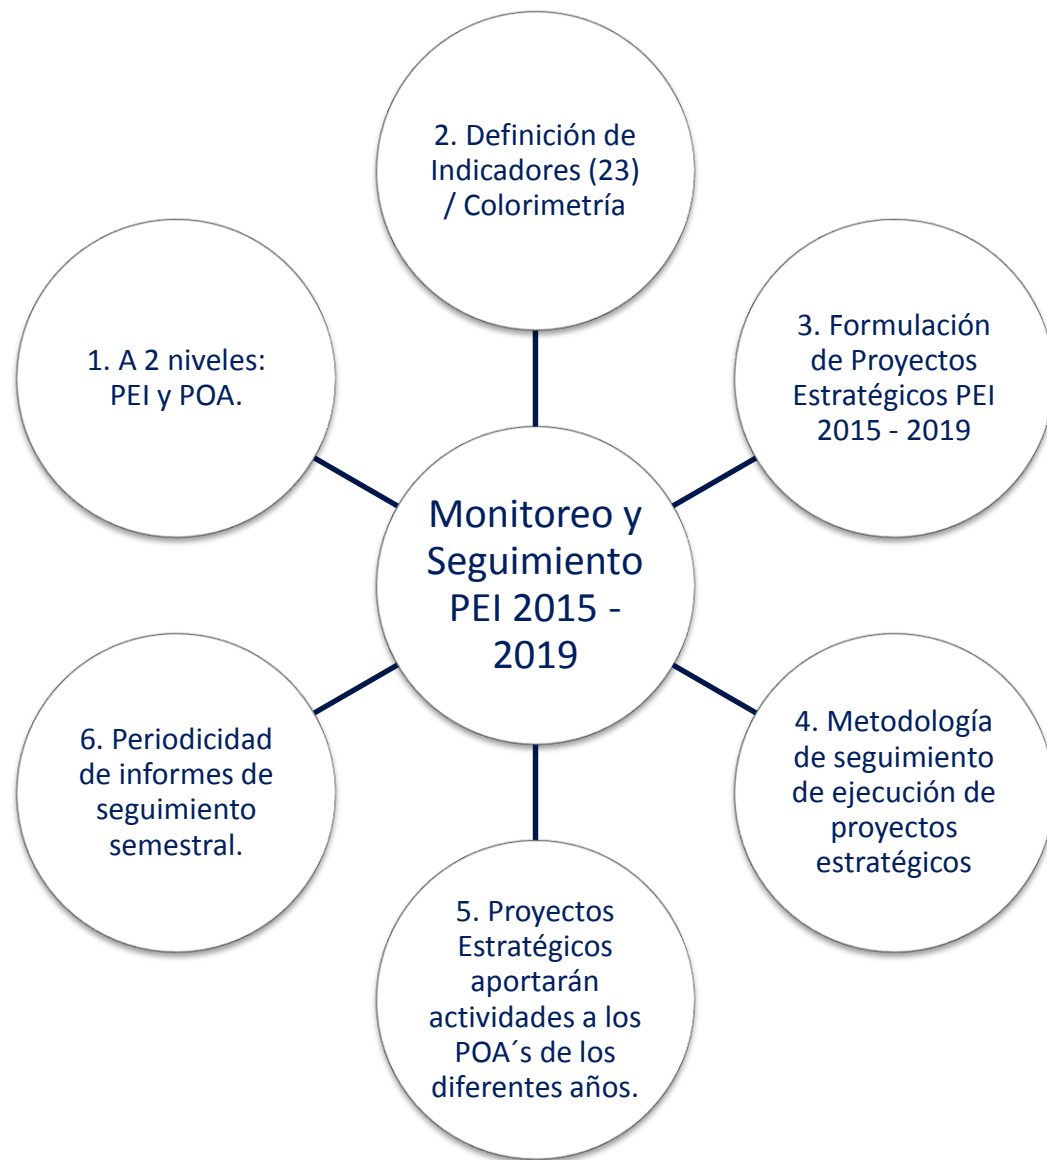 2. Definición de
Indicadores (23)
/ Colorimetría
1. A 2 niveles:
PEI y POA.
3. Formulación
de Proyectos
Estratégicos PEI
2015 - 2019
Monitoreo y
Seguimiento
PEI 2015 -
2019
6. Periodicidad
de informes de
seguimiento
semestral.
4. Metodología
de seguimiento
de ejecución de
proyectos
estratégicos
5. Proyectos
Estratégicos
aportarán
actividades a los
POA´s de los
diferentes años.